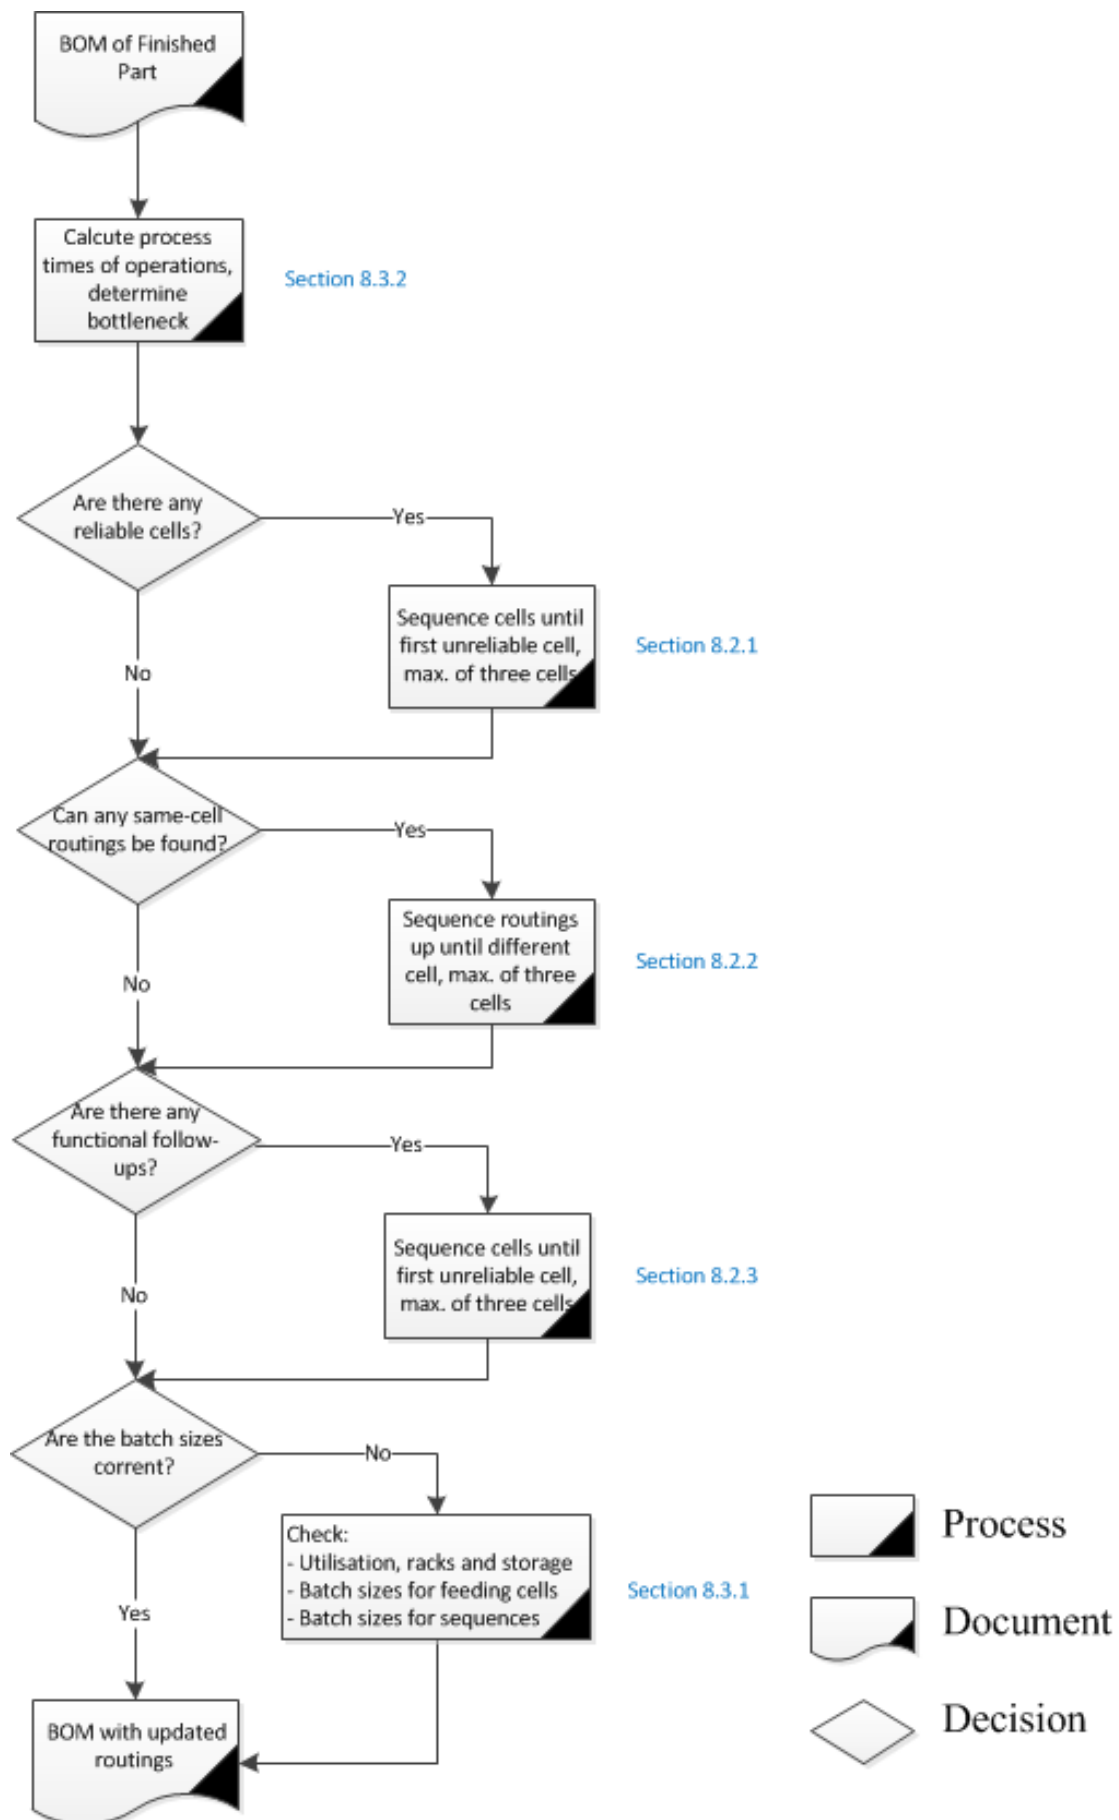 BOM of Finished
Part
Calcute process
times of operations,
determine
bottleneck
Section 8.3.2
Are there any
reliable cells?
Yes
Sequence cells until
first unreliable cell,
max. of three cells
Section 8.2.1
No
Can any same-cell
routings be found?
Yes
Sequence routings
up until different
cell, max. of three
cells
Section 8.2.2
No
Are there any
functional follow-
ups?
Yes
Sequence cells until
first unreliable cell,
max. of three cells
Section 8.2.3
No
Are the batch sizes
corrent?
No
Check:
- Utilisation, racks and storage
- Batch sizes for feeding cells
- Batch sizes for sequences
Section 8.3.1
Yes
BOM with updated
routings
Process
Document
Decision